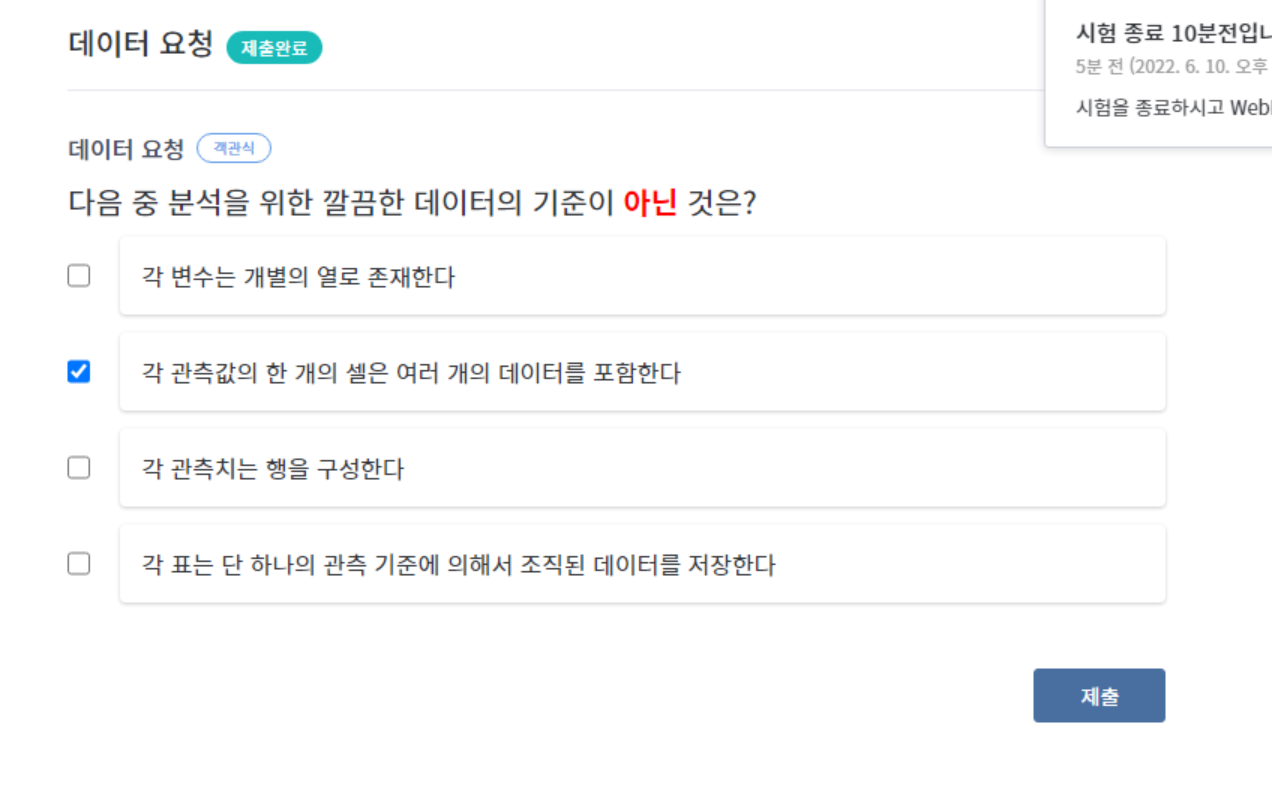 데이터 요청 제출완료
시험 종료 10분전입니
5분 전 (2022. 6. 10. 오후
시험을 종료하시고
데이터 요청 객관식
다음 중 분석을 위한 깔끔한 데이터의 기준이 아닌 것은?
각 변수는 개별의 열로 존재한다
각 관측값의 한 개의 셀은 여러 개의 데이터를 포함한다
각 관측치는 행을 구성한다
각 표는 단 하나의 관측 기준에 의해서 조직된 데이터를 저장한다
제출